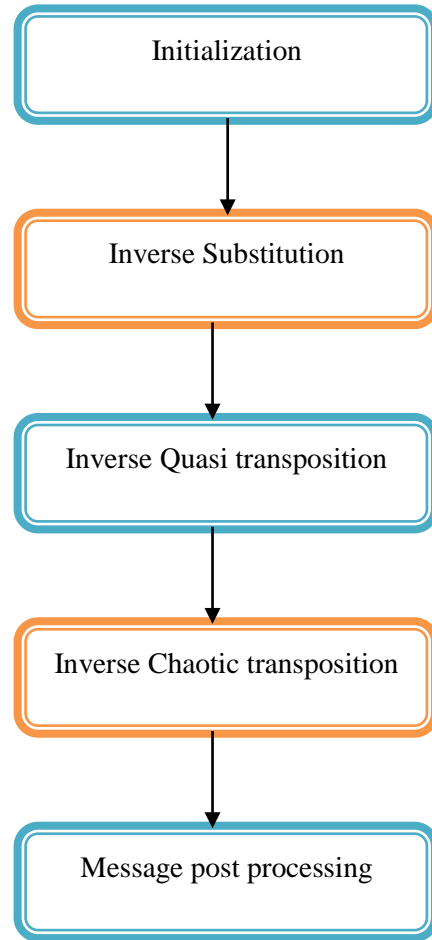 Initialization
Inverse Substitution
Inverse Quasi transposition
Inverse Chaotic transposition
Message post processing